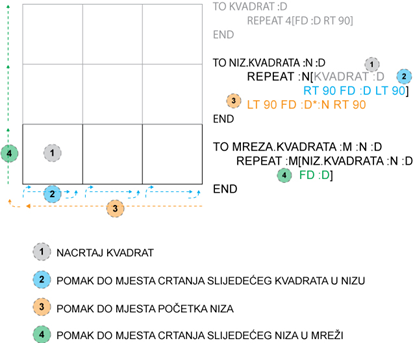 TO KVADRAT :D
REPEAT 4[FD :D RT 90]
END
TO NIZ.KVADRATA :N :D
1
REPEAT :N[KVADRAT :D
2
RT 90 FD :D LT 90]
3
LT 90 FD :D*:N RT 90
END
TO MREZA.KVADRATA :M :N :D
REPEAT :M[NIZ.KVADRATA :N :D
4
FD :D]
END
4
1
2
3
1
NACRTAJ KVADRAT
2
POMAK DO MJESTA CRTANJA SLIJEDEĆEG KVADRATA U NIZU
3
POMAK DO MJESTA POČETKA NIZA
4
POMAK DO MJESTA CRTANJA SLIJEDEĆEG NIZA U MREŽI